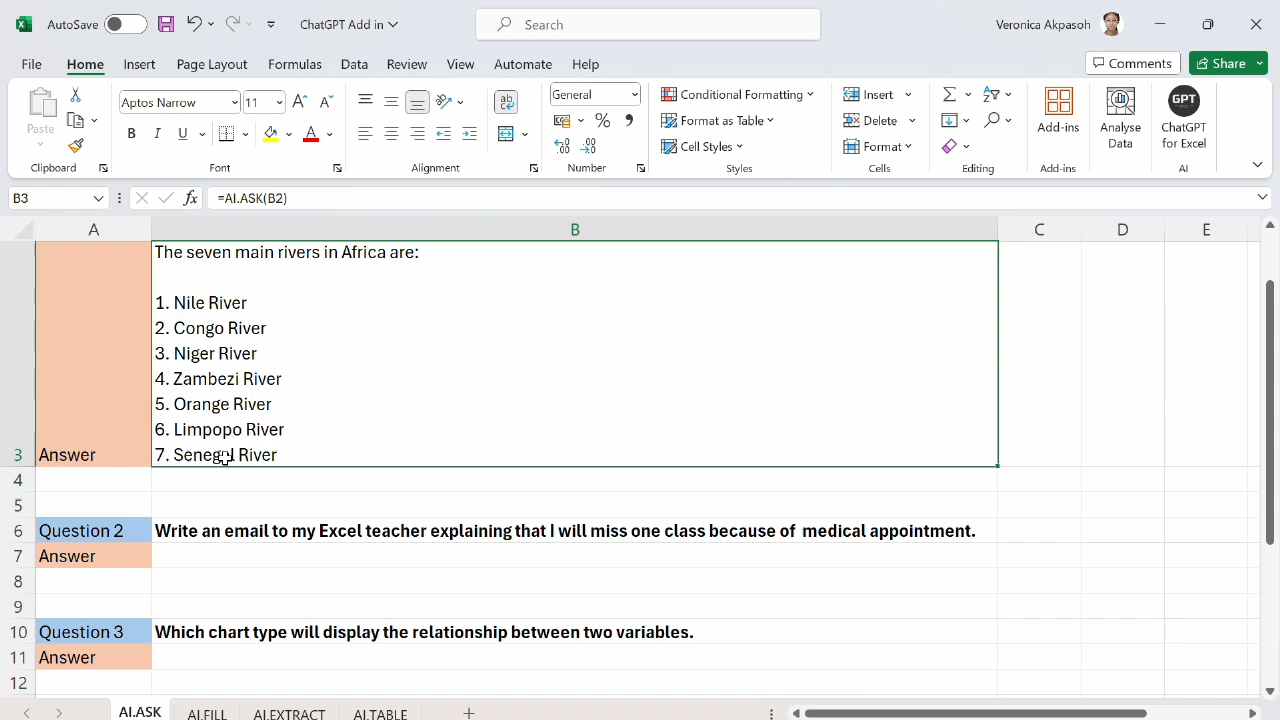 AutoSave
ChatGPT Add in
Search
Veronica Akpasoh
File Home Insert Page Layout Formulas Data Review View Automate Help
Comments
Share
Paste
Clipboard
Aptos Narrow
11
B I U
Font
Alignment
General
Number
Conditional Formatting
Format as Table
Cell Styles
Styles
Insert
Delete
Format
Cells
Editing
Add-ins
Add-ins
Analyse
Data
GPT
ChatGPT
for Excel
AI
B3
=AI.ASK(B2)
A B C D E
The seven main rivers in Africa are:
1. Nile River
2. Congo River
3. Niger River
4. Zambezi River
5. Orange River
6. Limpopo River
3 Answer 7. Senegal River
4
5
6 Question 2 Write an email to my Excel teacher explaining that I will miss one class because of medical appointment.
7 Answer
8
9
10 Question 3 Which chart type will display the relationship between two variables.
11 Answer
12
AI.ASK AI.FILL AI.EXTRACT AI.TABLE